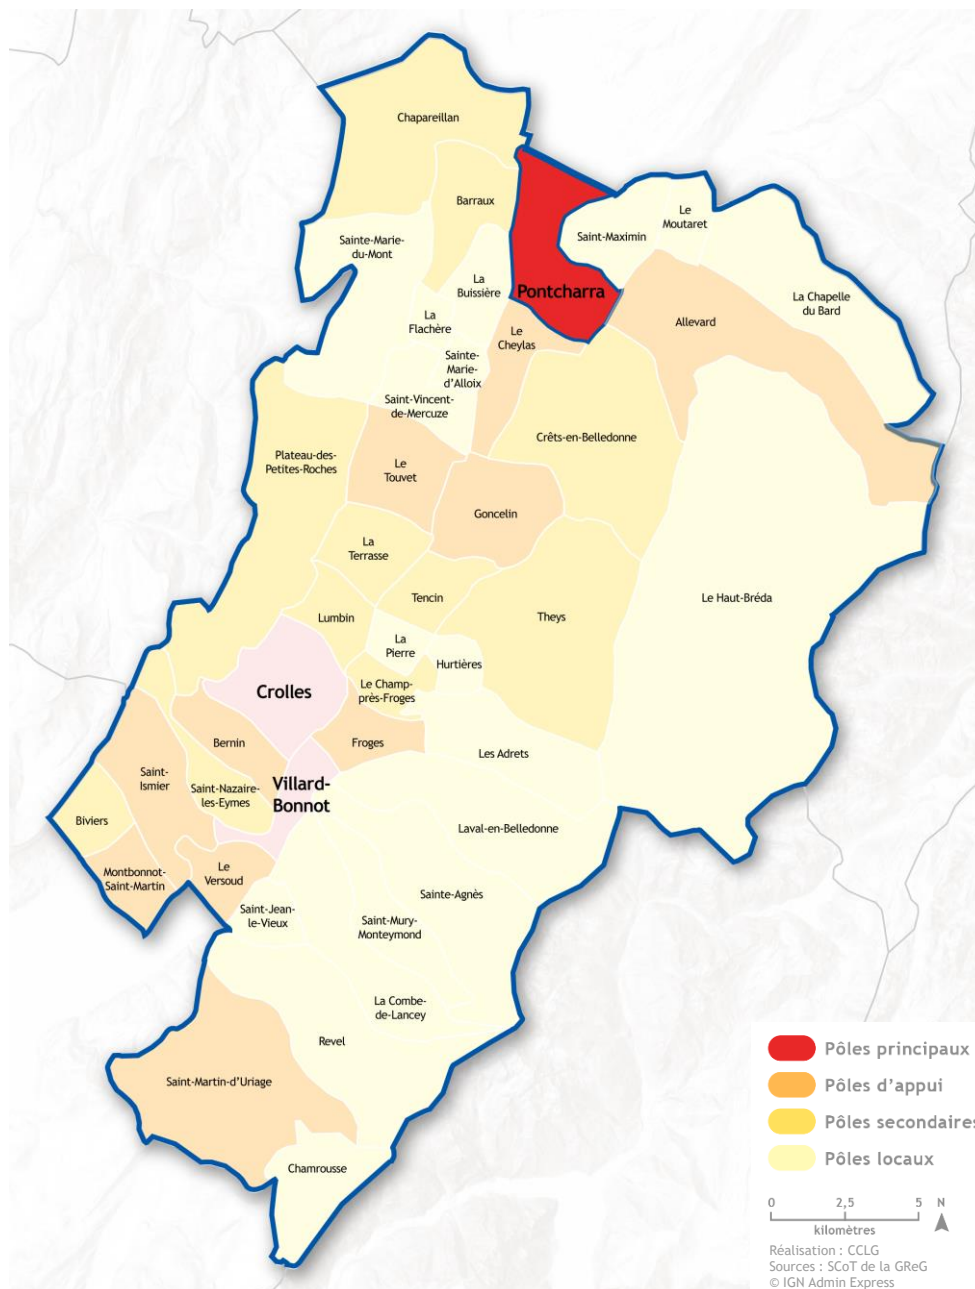 Chapareillan
Barraux
Le
Moutaret
Saint-Maximin
Sainte-Marie-
du-Mont
La
Buissière
Pontcharra
La Chapelle
du Bard
La
Flachère
Allevard
Le
Cheylas
Sainte-
Marie-
d'Alloix
Saint-Vincent-
de-Mercuze
Crêts-en-Belledonne
Plateau-des-
Petites-Roches
Le
Touvet
Goncelin
La
Terrasse
Tencin
Le Haut-Bréda
Lumbin
Theys
La
Pierre
Hurtières
Crolles
Le Champ-
près-Froges
Bernin
Froges
Les Adrets
Saint-
Ismier
Villard-
Bonnot
Saint-Nazaire-
les-Eymes
Biviers
Laval-en-Belledonne
Montbonnot-
Saint-Martin
Le
Versoud
Sainte-Agnès
Saint-Jean-
le-Vieux
Saint-Mury-
Monteymond
La Combe-
de-Lancey
Revel
Saint-Martin-d'Uriage
Chamrousse
Pôles principaux
Pôles d'appui
Pôles secondaires
Pôles locaux
0 2,5 5 N
kilomètres
Réalisation : CCLG
Sources : SCoT de la GReG
© IGN Admin Express